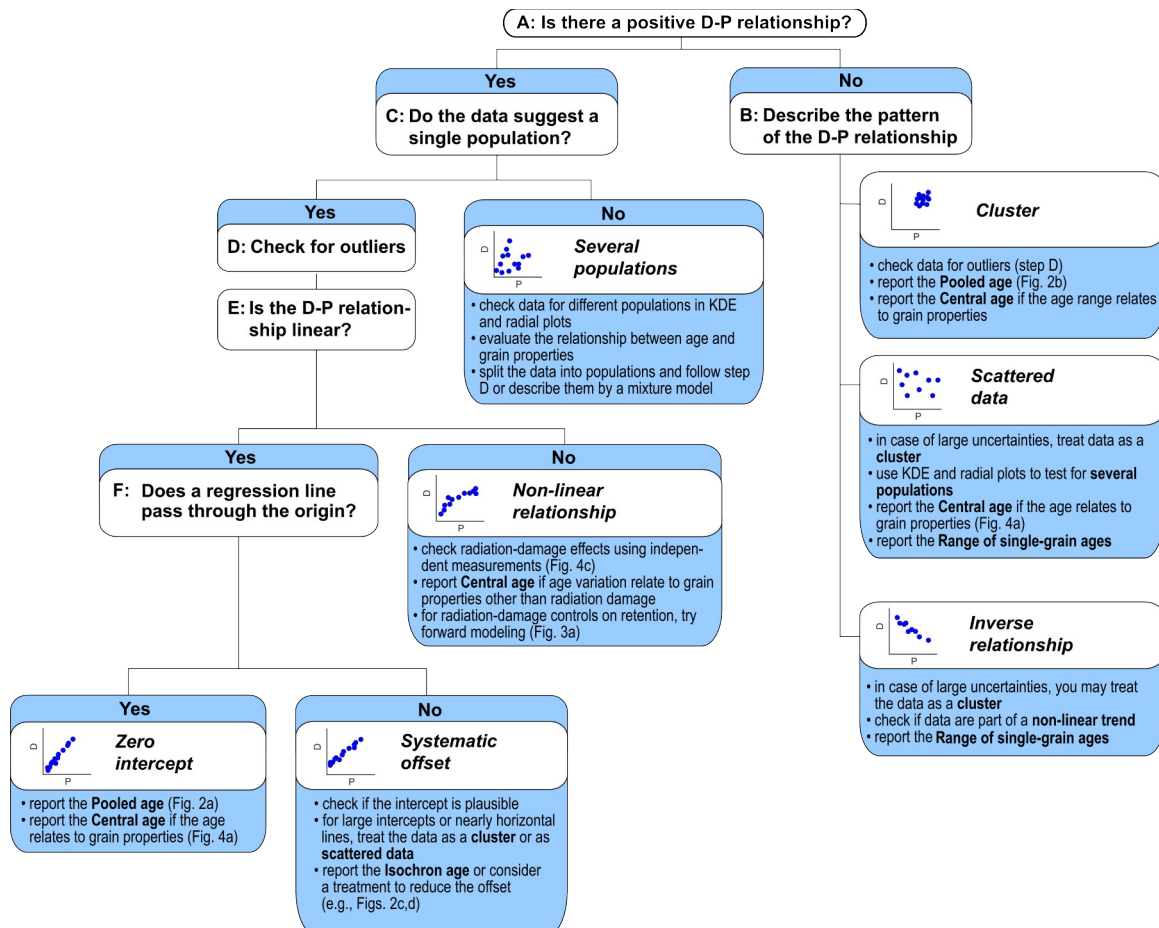 A: Is there a positive D-P relationship?
Yes
C: Do the data suggest a
single population?
No
B: Describe the pattern
of the D-P relationship
Yes
D: Check for outliers
E: Is the D-P relation-
ship linear?
No
D
P
Several
populations
• check data for different populations in KDE
and radial plots
• evaluate the relationship between age and
grain properties
• split the data into populations and follow step
D or describe them by a mixture model
D
P
Cluster
• check data for outliers (step D)
• report the Pooled age (Fig. 2b)
• report the Central age if the age range relates
to grain properties
D
P
Scattered
data
• in case of large uncertainties, treat data as a
cluster
• use KDE and radial plots to test for several
populations
• report the Central age if the age relates to
grain properties (Fig. 4a)
• report the Range of single-grain ages
D
P
Inverse
relationship
• in case of large uncertainties, you may treat
the data as a cluster
• check if data are part of a non-linear trend
• report the Range of single-grain ages
Yes
F: Does a regression line
pass through the origin?
No
D
P
Non-linear
relationship
• check radiation-damage effects using indepen-
dent measurements (Fig. 4c)
• report Central age if age variation relate to grain
properties other than radiation damage
• for radiation-damage controls on retention, try
forward modeling (Fig. 3a)
Yes
D
P
Zero
intercept
• report the Pooled age (Fig. 2a)
• report the Central age if the age
relates to grain properties (Fig. 4a)
No
D
P
Systematic
offset
• check if the intercept is plausible
• for large intercepts or nearly horizontal
lines, treat the data as a cluster or as
scattered data
• report the Isochron age or consider
a treatment to reduce the offset
(e.g., Figs. 2c,d)